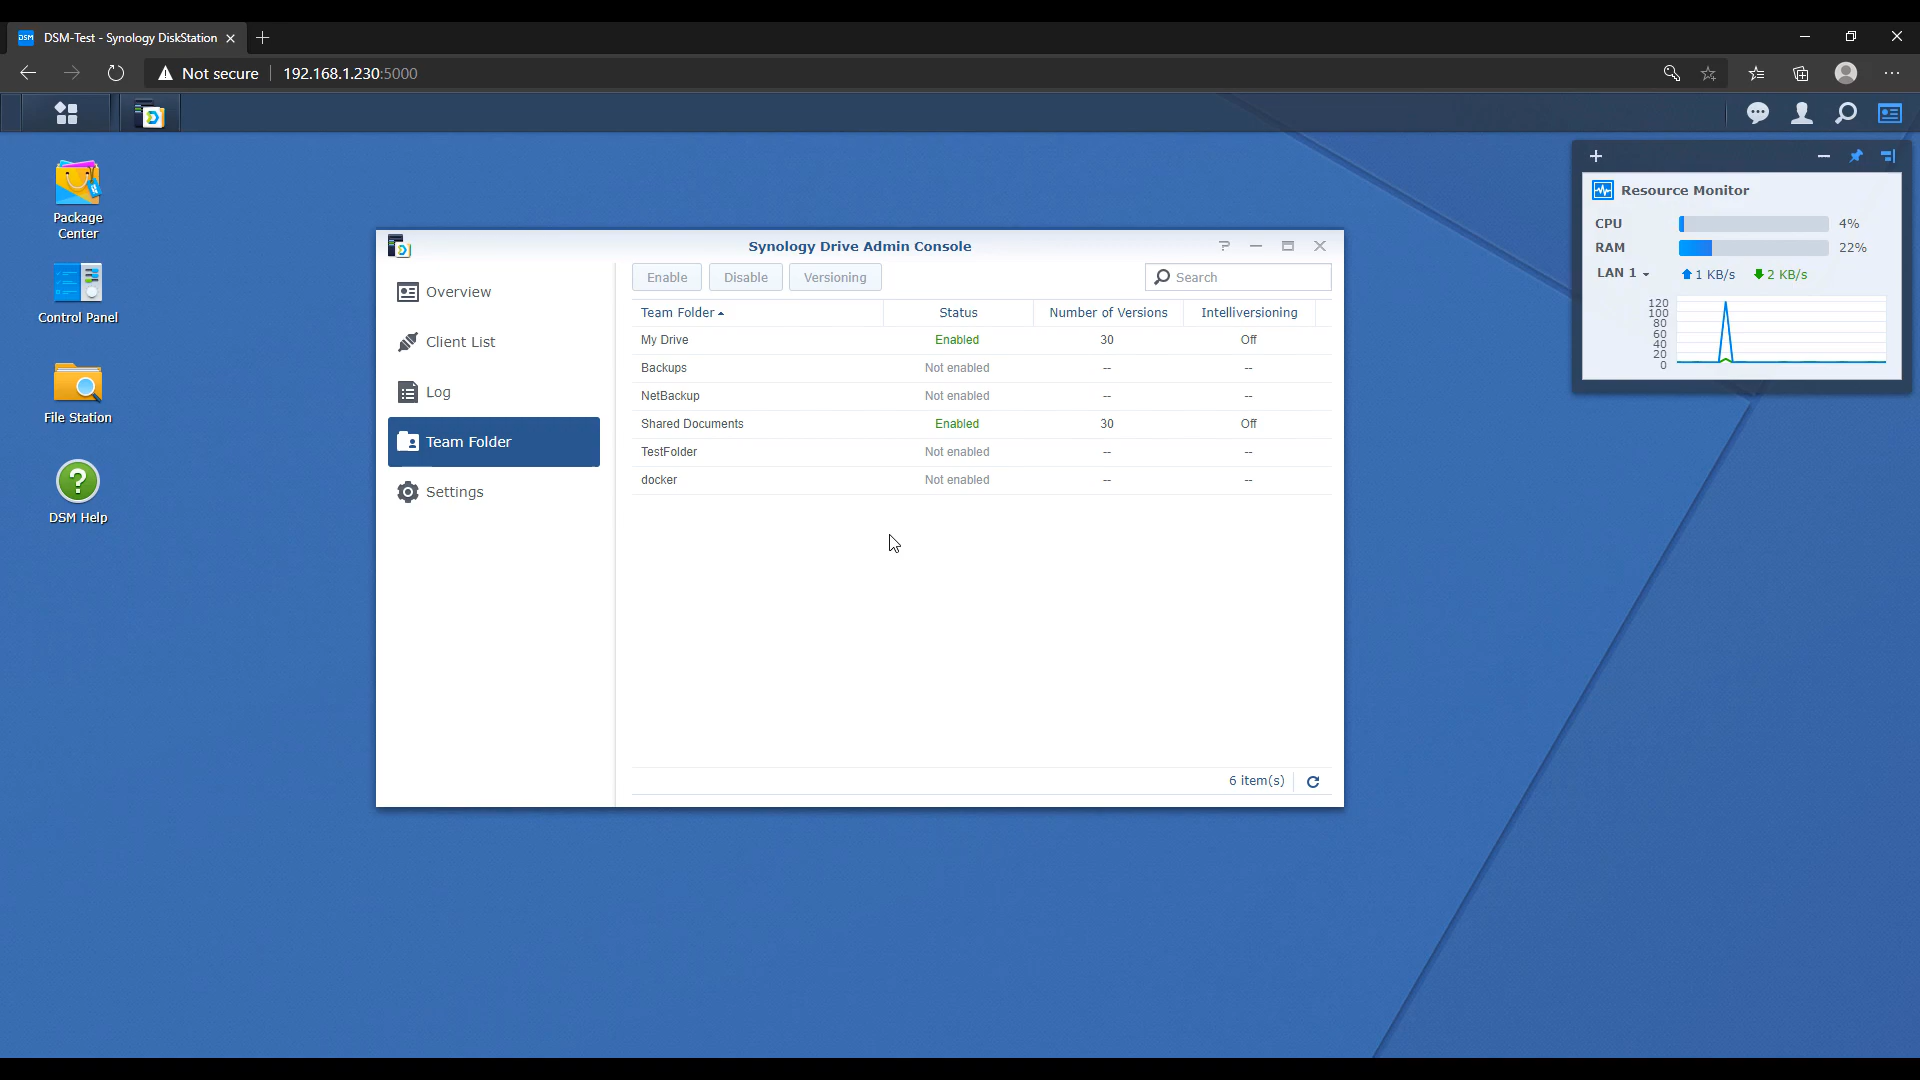 DSM-Test - Synology DiskStation
Not secure
192.168.1.230:5000
Package
Center
Control Panel
File Station
DSM Help
Synology Drive Admin Console
Overview
Client List
Log
Team Folder
Settings
Enable
Disable
Versioning
Search
Team Folder Status Number of Versions Intelliversioning
My Drive Enabled 30 Off
Backups Not enabled -- --
NetBackup Not enabled -- --
Shared Documents Enabled 30 Off
TestFolder Not enabled -- --
docker Not enabled -- --
6 item(s)
Resource Monitor
CPU 4%
RAM 22%
LAN 1 1 KB/s 2 KB/s
120
100
80
60
40
20
0